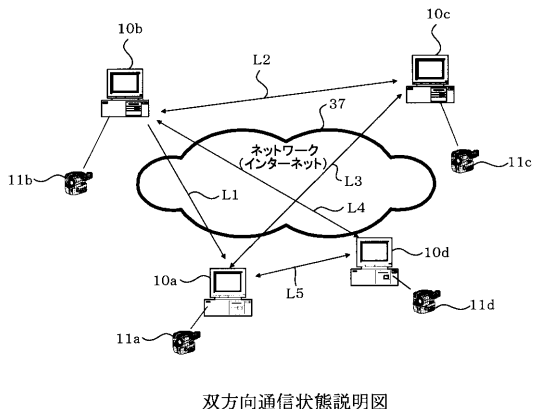 10b
10c
L2
37
ネットワーク
(インターネット)
11b
11c
L1
L3
L4
10a
10d
L5
11a
11d
双方向通信状態説明図